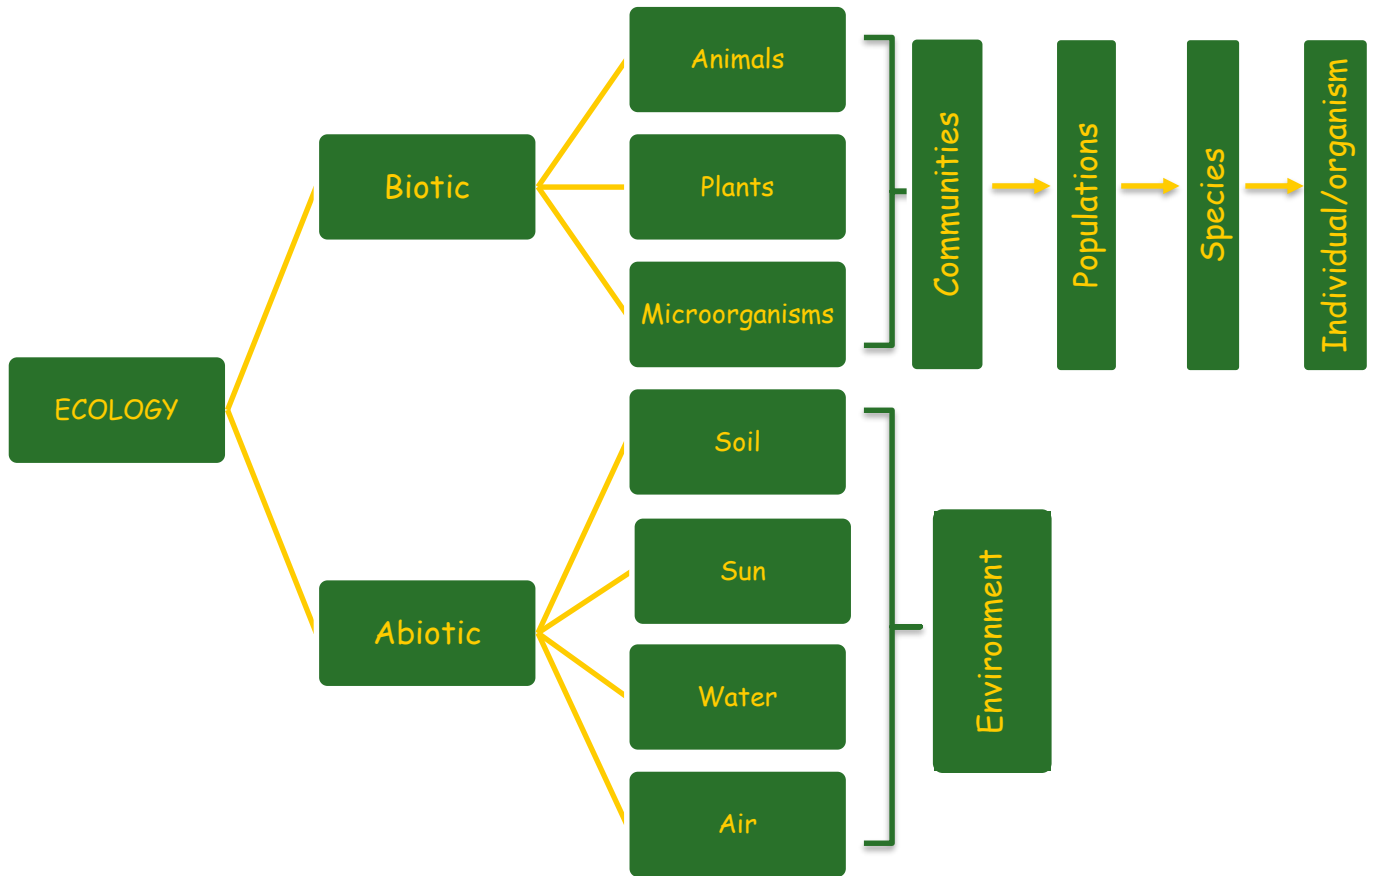 ECOLOGY
Biotic
Animals
Plants
Microorganisms
Communities
Populations
Species
Individual/organism
Abiotic
Soil
Sun
Water
Air
Environment